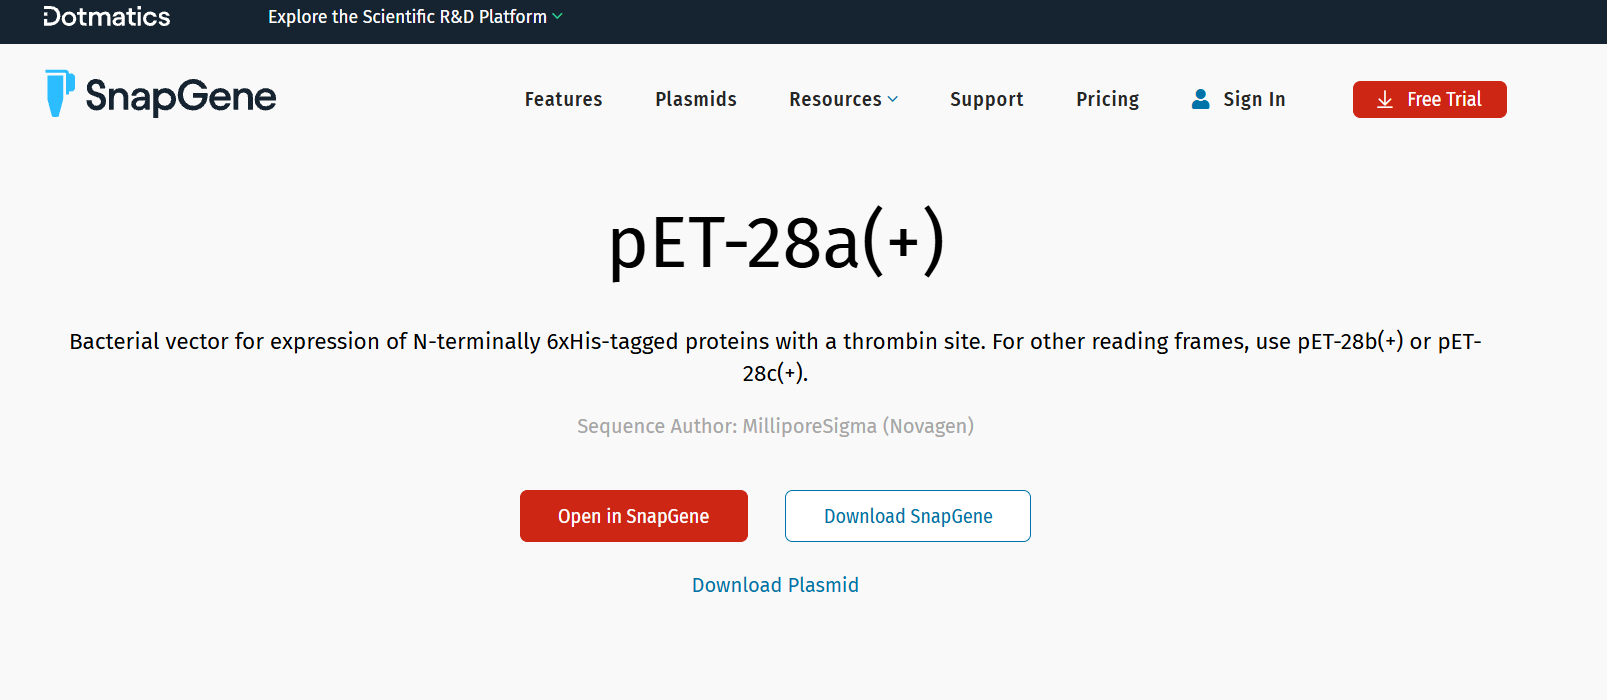 Dotmatics Explore the Scientific R&D Platform
SnapGene Features Plasmids Resources Support Pricing Sign In Free Trial
pET-28a(+)
Bacterial vector for expression of N-terminally 6xHis-tagged proteins with a thrombin site. For other reading frames, use pET-28b(+) or pET-
28c(+).
Sequence Author: MilliporeSigma (Novagen)
Open in SnapGene Download SnapGene
Download Plasmid